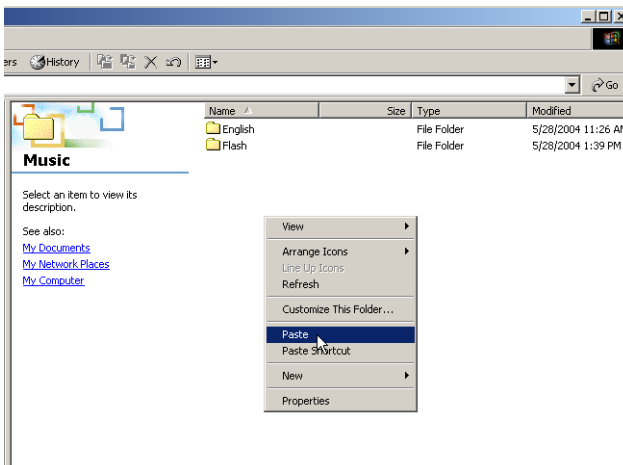 ers History
Go
Name Size Type Modified
English File Folder 5/28/2004 11:26 AM
Flash File Folder 5/28/2004 1:39 PM
Music
Select an item to view its
description.
See also:
My Documents
My Network Places
My Computer
View
Arrange Icons
Line Up Icons
Refresh
Customize This Folder...
Paste
Paste Shortcut
New
Properties